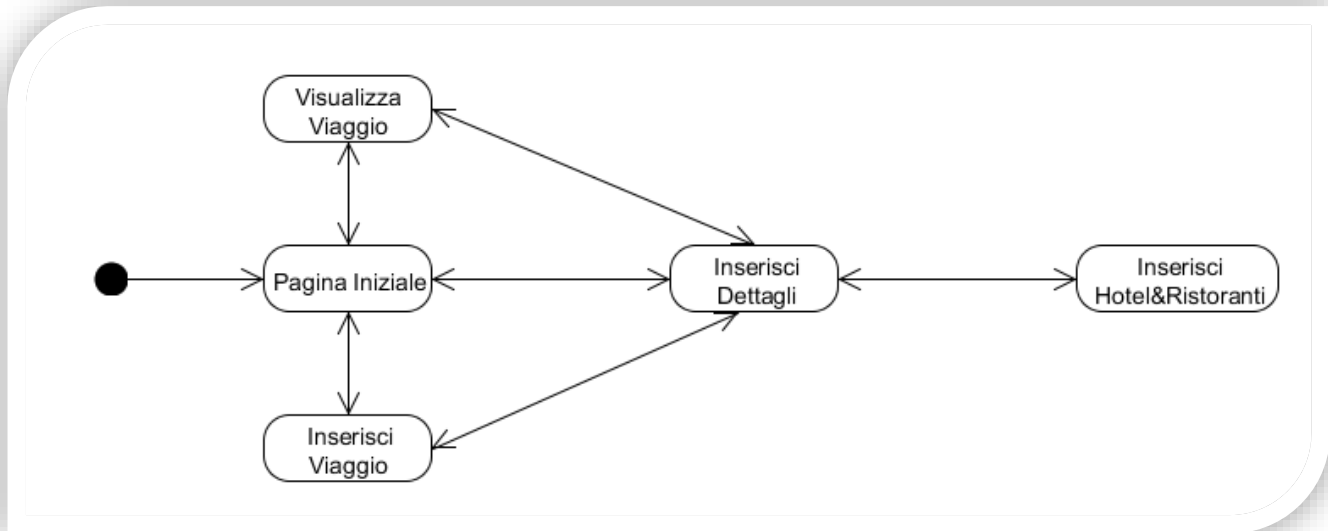 Visualizza
Viaggio
Pagina Iniziale
Inserisci
Dettagli
Inserisci
Hotel&Ristoranti
Inserisci
Viaggio